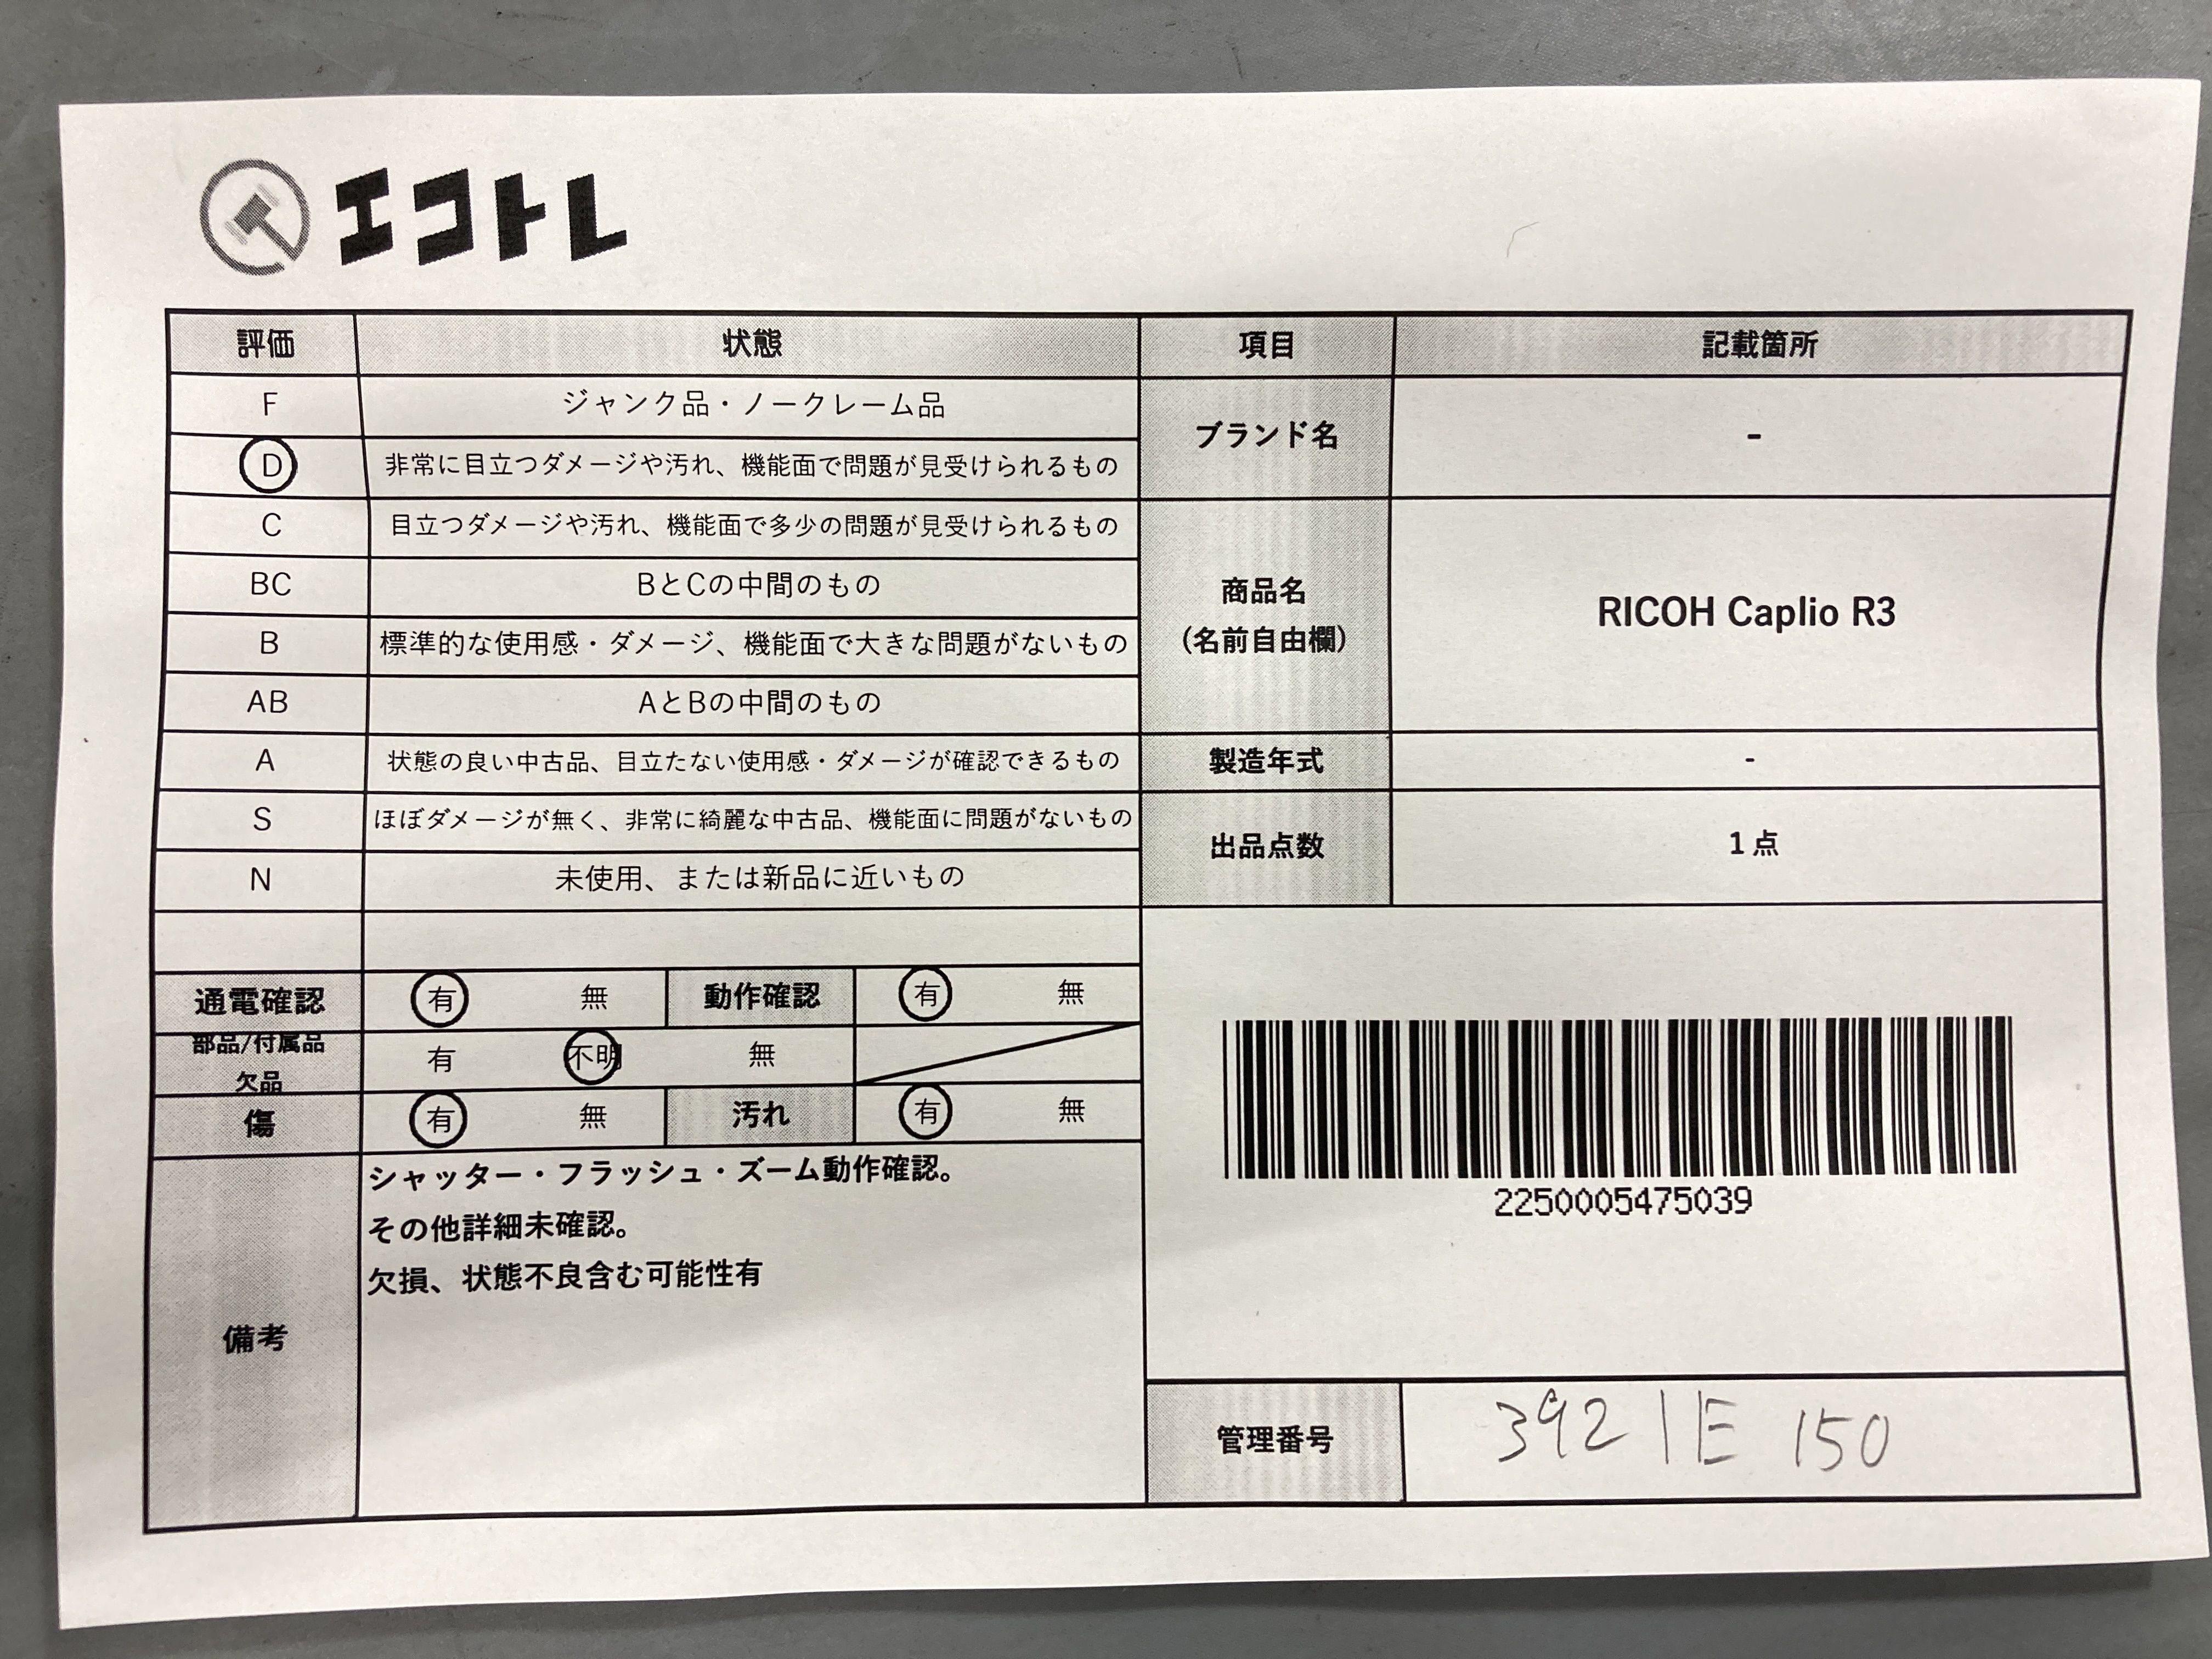 エコトレ
評価 状態 項目 記載箇所
F ジャンク品・ノークレーム品
D 非常に目立つダメージや汚れ、機能面で問題が見受けられるもの
ブランド名 -
C 目立つダメージや汚れ、機能面で多少の問題が見受けられるもの
BC BとCの中間のもの
B 標準的な使用感・ダメージ、機能面で大きな問題がないもの
AB AとBの中間のもの
商品名
(名前自由欄)
RICOH Caplio R3
A 状態の良い中古品、目立たない使用感・ダメージが確認できるもの
製造年式 -
S ほぼダメージが無く、非常に綺麗な中古品、機能面に問題がないもの
N 未使用、または新品に近いもの
出品点数 1点
通電確認 有 無 動作確認 有 無
部品/付属品
欠品
有 不明 無
傷 有 無 汚れ 有 無
備考
シャッター・フラッシュ・ズーム動作確認。
その他詳細未確認。
欠損、状態不良含む可能性有
2250005475039
管理番号 3921E 150